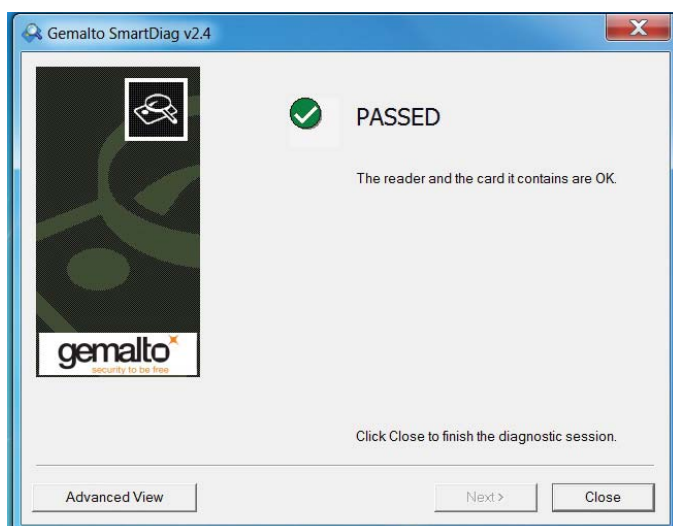 Gemalto SmartDiag v2.4
PASSED
The reader and the card it contains are OK.
gemalto
security to be free
Click Close to finish the diagnostic session.
Advanced View
Next >
Close